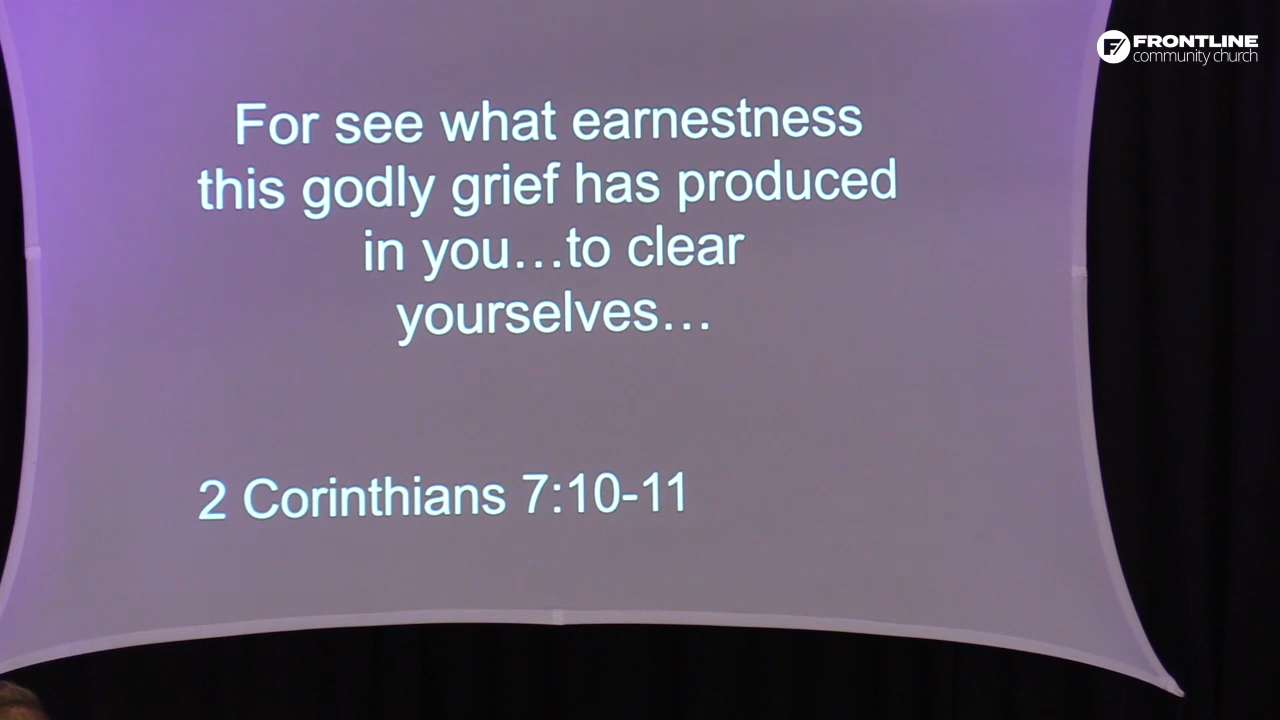 FRONTLINE
community church
For see what earnestness
this godly grief has produced
in you…to clear
yourselves…
2 Corinthians 7:10-11